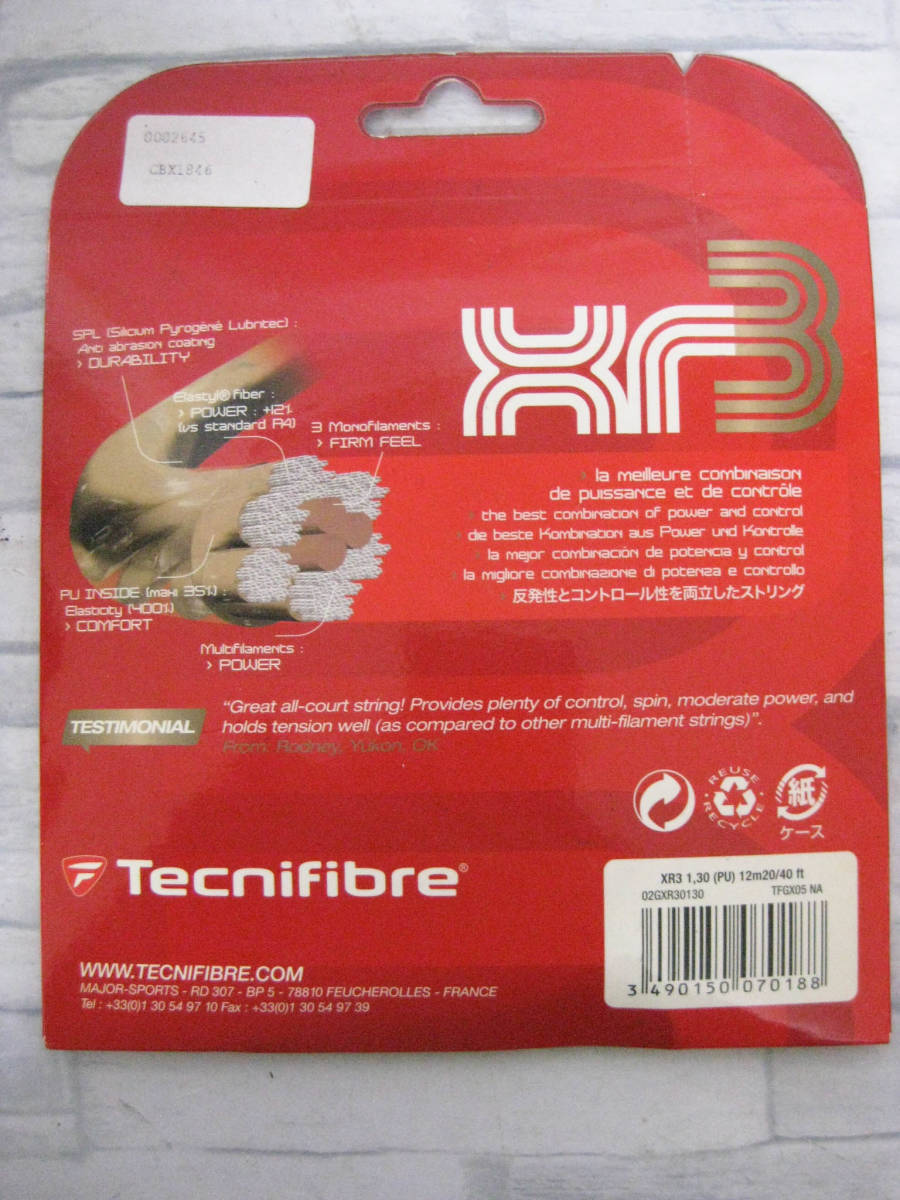 0002645
CBX1846
xr3
SPL (Silicium Pyrogéné Lubritec) :
Anti abrasion coating
> DURABILITY
Elastyl® fiber :
> POWER : +12%
(vs standard PA)
3 Monofilaments :
> FIRM FEEL
PU INSIDE (maxi 35%) :
Elasticity (400%)
> COMFORT
Multifilaments :
> POWER
> la meilleure combinaison
de puissance et de contrôle
> the best combination of power and control
> die beste Kombination aus Power und Kontrolle
> la mejor combinación de potencia y control
> la migliore combinazione di potenza e controllo
> 反発性とコントロール性を両立したストリング
TESTIMONIAL
“Great all-court string! Provides plenty of control, spin, moderate power, and
holds tension well (as compared to other multi-filament strings)”.
From: Rodney, Yukon, OK
REUSE
RECYCLE
紙
ケース
Tecnifibre®
WWW.TECNIFIBRE.COM
MAJOR-SPORTS - RD 307 - BP 5 - 78810 FEUCHEROLLES - FRANCE
Tel : +33(0)1 30 54 97 10 Fax : +33(0)1 30 54 97 39
XR3 1,30 (PU) 12m20/40 ft
02GXR30130 TFGX05 NA
3 490150 070188